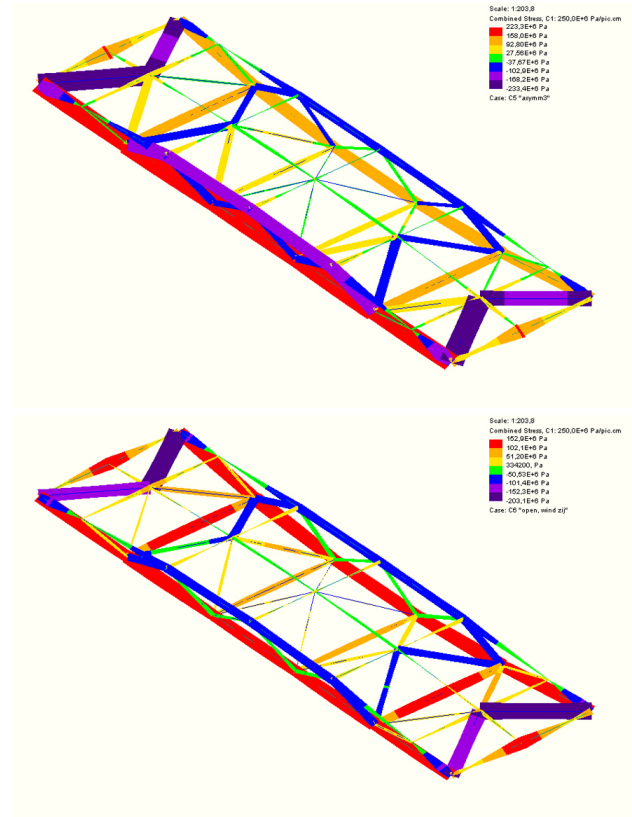 Scale: 1:203,8
Combined Stress, C1: 250,0E+6 Pa/pic.cm
223,3E+6 Pa
158,0E+6 Pa
92,80E+6 Pa
27,56E+6 Pa
-37,67E+6 Pa
-102,9E+6 Pa
-168,2E+6 Pa
-233,4E+6 Pa
Case: C5 "asymm3"
Scale: 1:203,8
Combined Stress, C1: 250,0E+6 Pa/pic.cm
152,9E+6 Pa
102,1E+6 Pa
51,20E+6 Pa
334200, Pa
-50,53E+6 Pa
-101,4E+6 Pa
-152,3E+6 Pa
-203,1E+6 Pa
Case: C6 "open, wind zij"